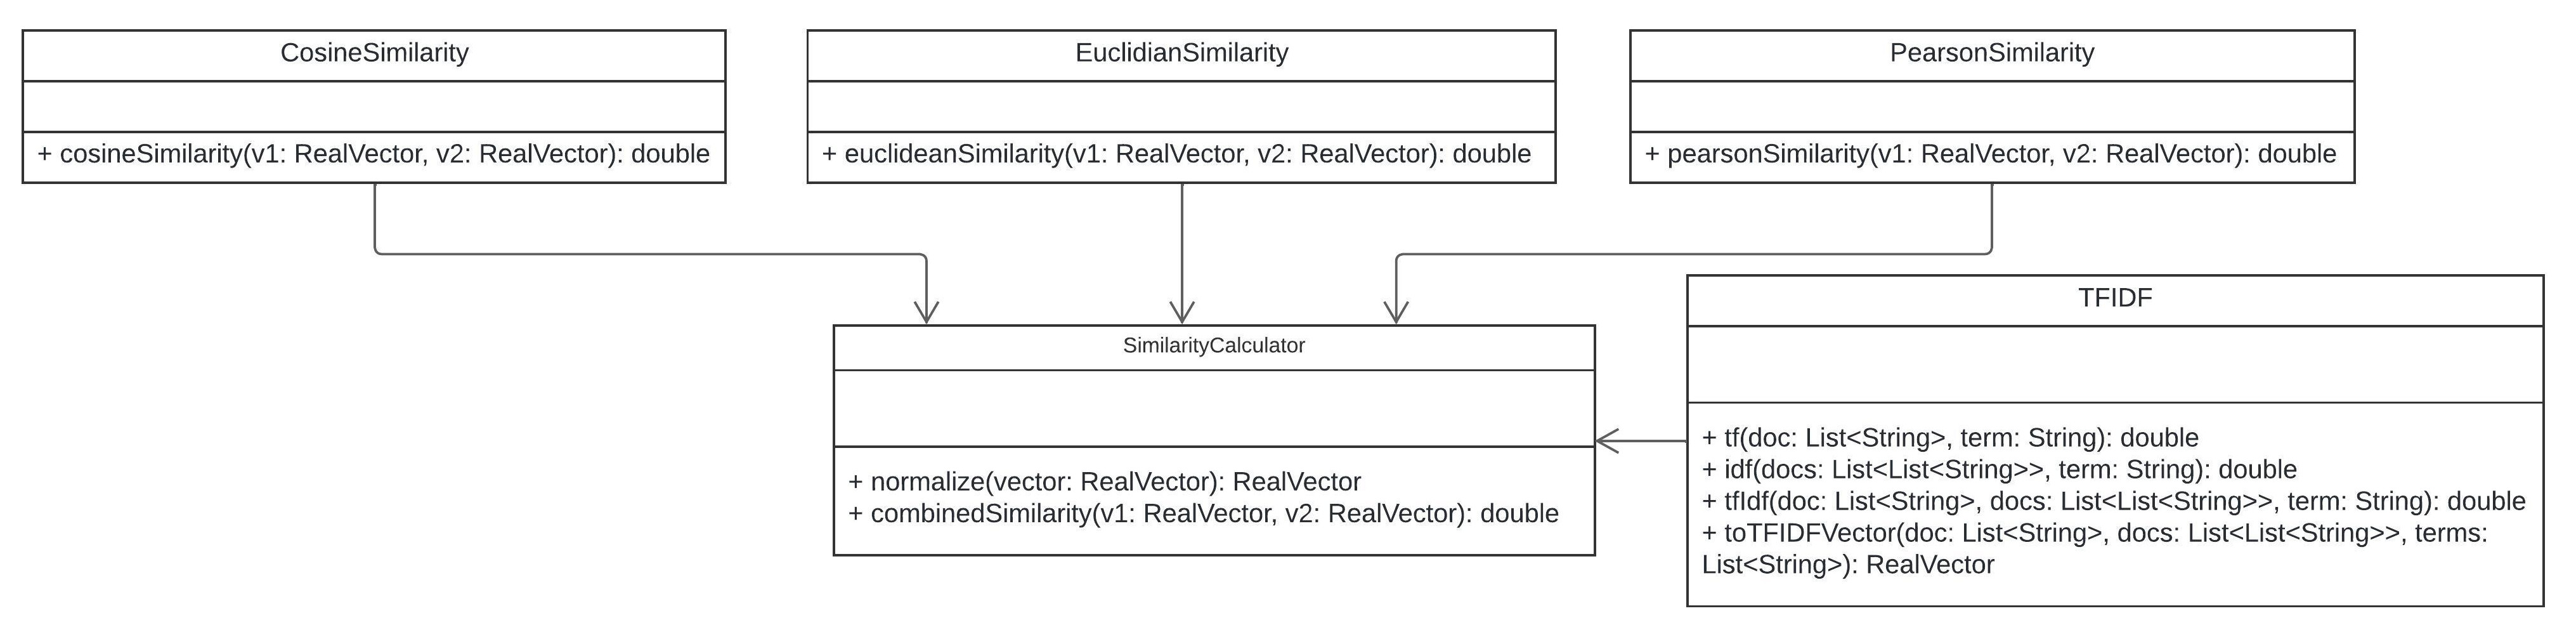 CosineSimilarity
+ cosineSimilarity(v1: RealVector, v2: RealVector): double
EuclidianSimilarity
+ euclideanSimilarity(v1: RealVector, v2: RealVector): double
PearsonSimilarity
+ pearsonSimilarity(v1: RealVector, v2: RealVector): double
SimilarityCalculator
+ normalize(vector: RealVector): RealVector
+ combinedSimilarity(v1: RealVector, v2: RealVector): double
TFIDF
+ tf(doc: List<String>, term: String): double
+ idf(docs: List<List<String>>, term: String): double
+ tfIdf(doc: List<String>, docs: List<List<String>>, term: String): double
+ toTFIDFVector(doc: List<String>, docs: List<List<String>>, terms:
List<String>): RealVector